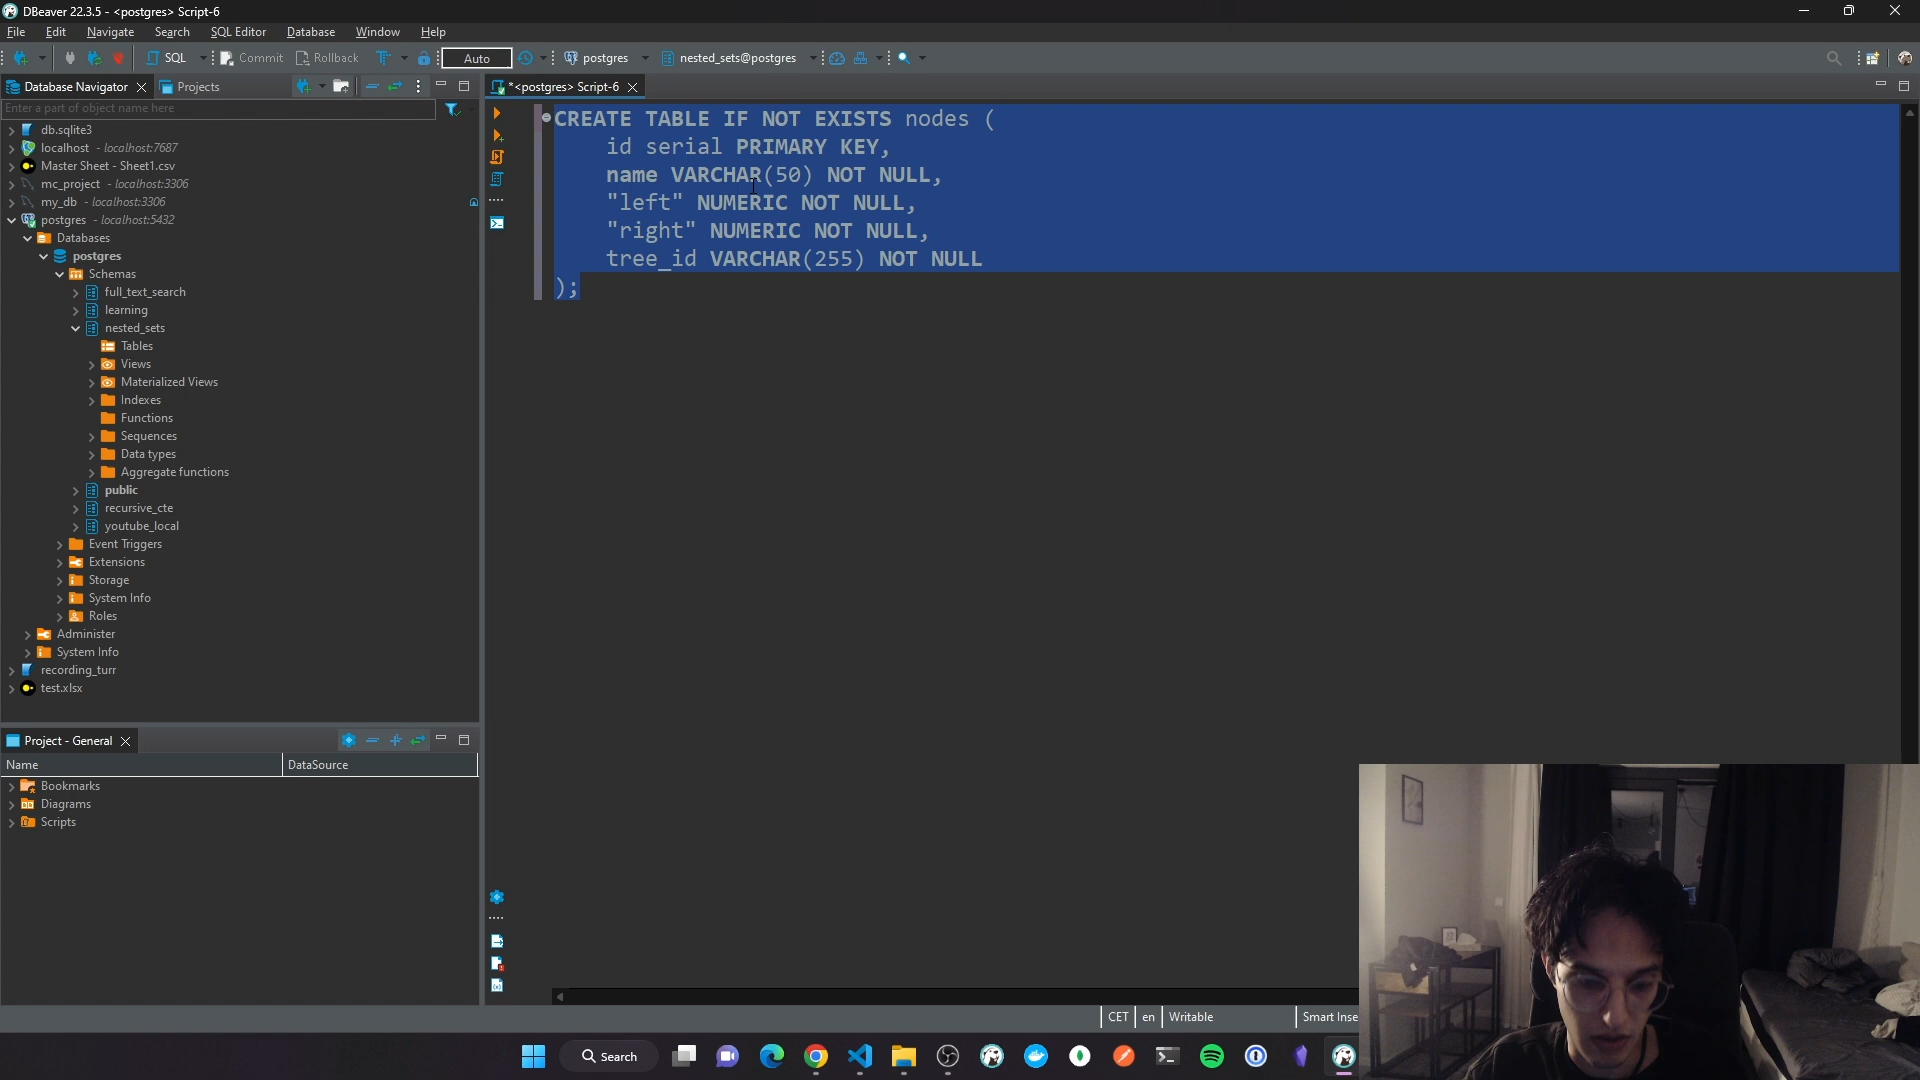 DBeaver 22.3.5 - <postgres> Script-6
File Edit Navigate Search SQL Editor Database Window Help
SQL Commit Rollback Auto postgres nested_sets@postgres
Database Navigator Projects
*<postgres> Script-6
Enter a part of object name here
db.sqlite3
localhost - localhost:7687
Master Sheet - Sheet1.csv
mc_project - localhost:3306
my_db - localhost:3306
postgres - localhost:5432
Databases
postgres
Schemas
full_text_search
learning
nested_sets
Tables
Views
Materialized Views
Indexes
Functions
Sequences
Data types
Aggregate functions
public
recursive_cte
youtube_local
Event Triggers
Extensions
Storage
System Info
Roles
Administer
System Info
recording_turr
test.xlsx
CREATE TABLE IF NOT EXISTS nodes (
id serial PRIMARY KEY,
name VARCHAR(50) NOT NULL,
"left" NUMERIC NOT NULL,
"right" NUMERIC NOT NULL,
tree_id VARCHAR(255) NOT NULL
);
Project - General
Name DataSource
Bookmarks
Diagrams
Scripts
CET en Writable Smart Inse
Search